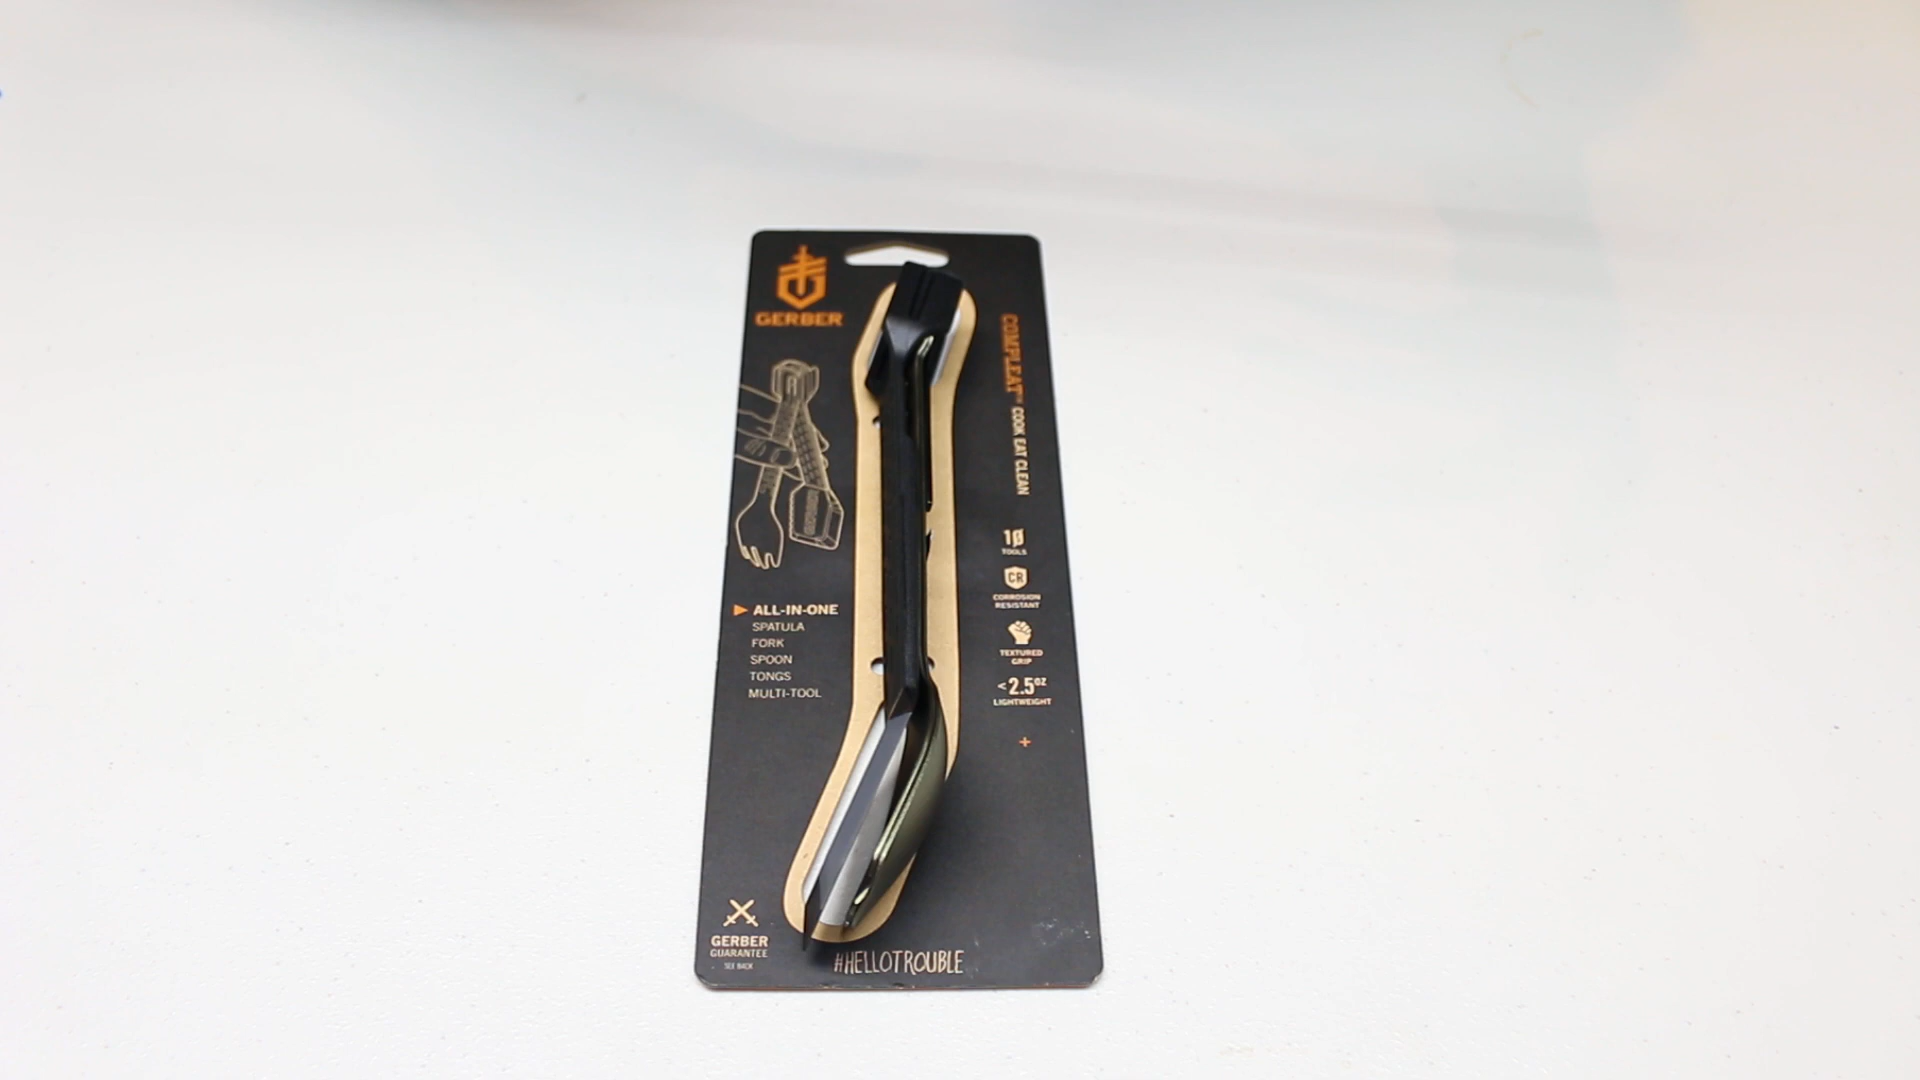 GERBER
COMPLEAT™ COOK EAT CLEAN
10
TOOLS
CR
CORROSION
RESISTANT
TEXTURED
GRIP
<2.5OZ
LIGHTWEIGHT
ALL-IN-ONE
SPATULA
FORK
SPOON
TONGS
MULTI-TOOL
GERBER
GUARANTEE
SEE BACK
#HELLOTROUBLE